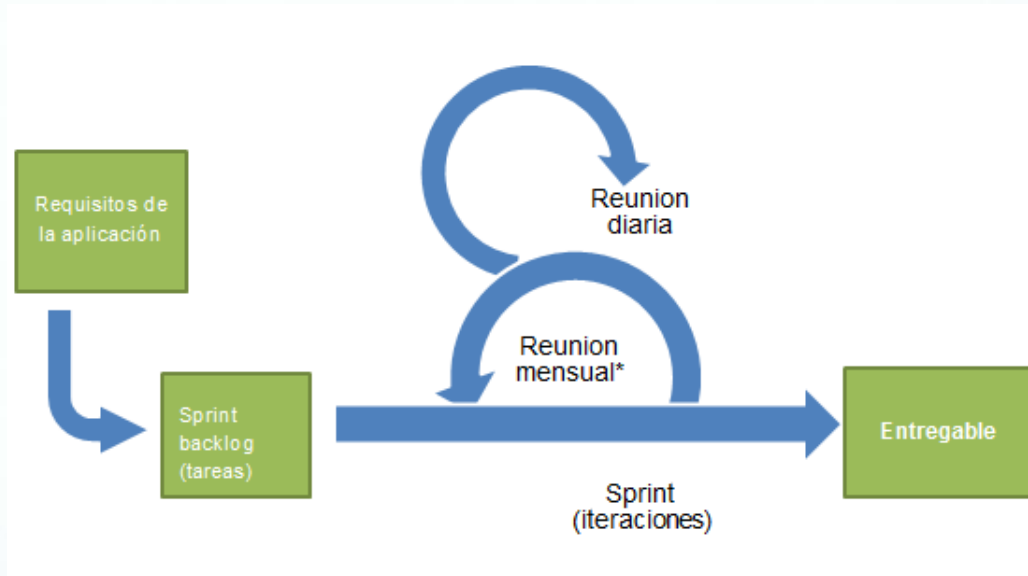 Requisitos de
la aplicación
Reunion
diaria
Reunion
mensual*
Sprint
backlog
(tareas)
Entregable
Sprint
(iteraciones)